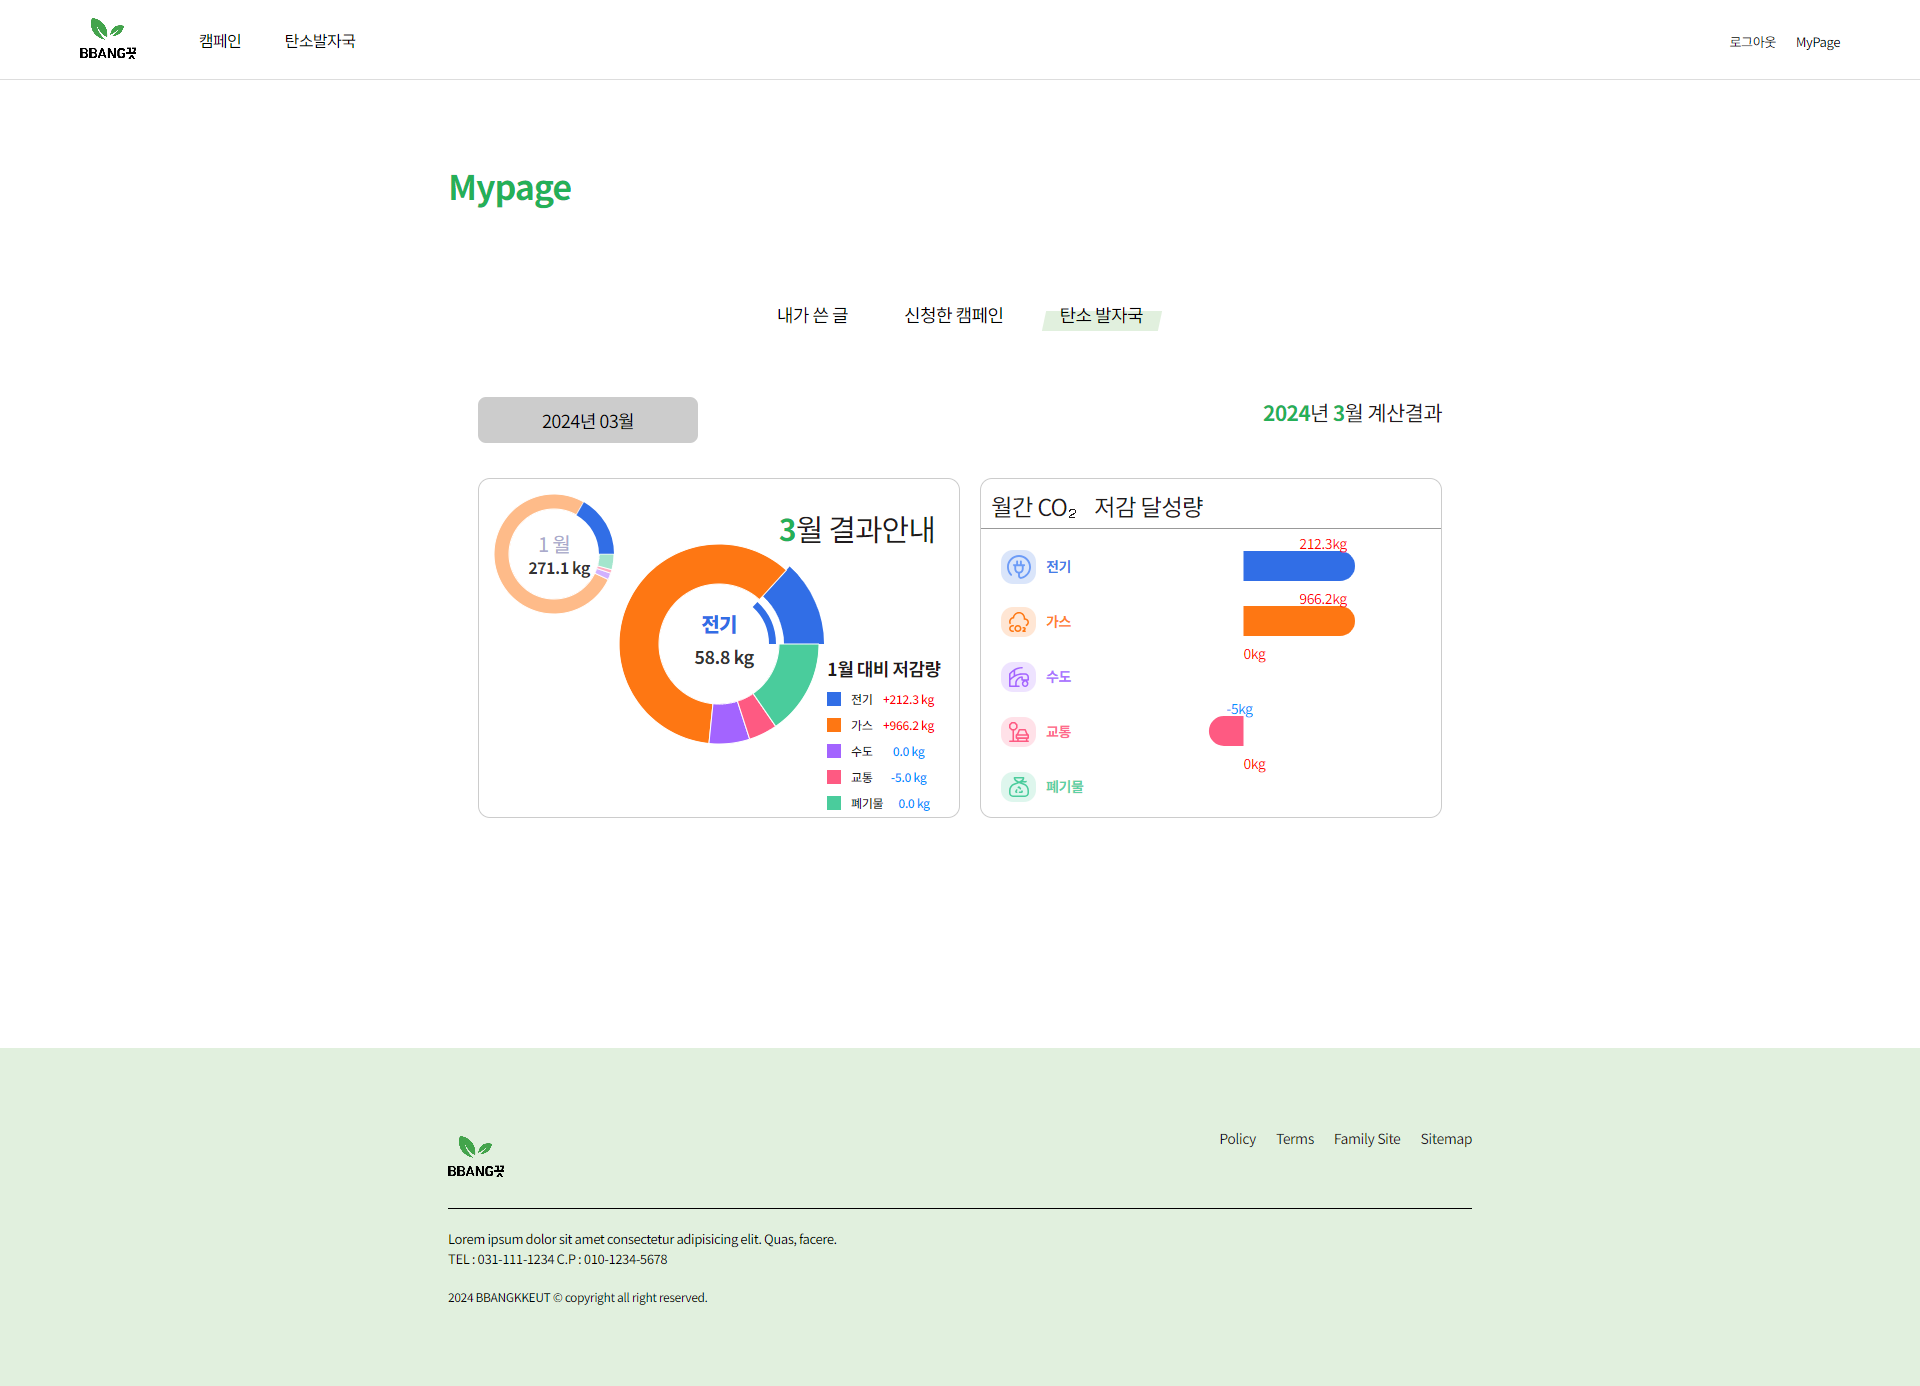 BBANG끗
캠페인
탄소발자국
로그아웃
MyPage
Mypage
내가 쓴 글
신청한 캠페인
탄소 발자국
2024년 03월
2024년 3월 계산결과
1 월
271.1 kg
3월 결과안내
전기
58.8 kg
1월 대비 저감량
전기 +212.3 kg
가스 +966.2 kg
수도 0.0 kg
교통 -5.0 kg
폐기물 0.0 kg
월간 CO₂ 저감 달성량
전기 212.3kg
CO₂
가스 966.2kg
수도 0kg
교통 -5kg
폐기물 0kg
BBANG끗
Policy
Terms
Family Site
Sitemap
Lorem ipsum dolor sit amet consectetur adipisicing elit. Quas, facere.
TEL : 031-111-1234 C.P : 010-1234-5678
2024 BBANGKKEUT © copyright all right reserved.